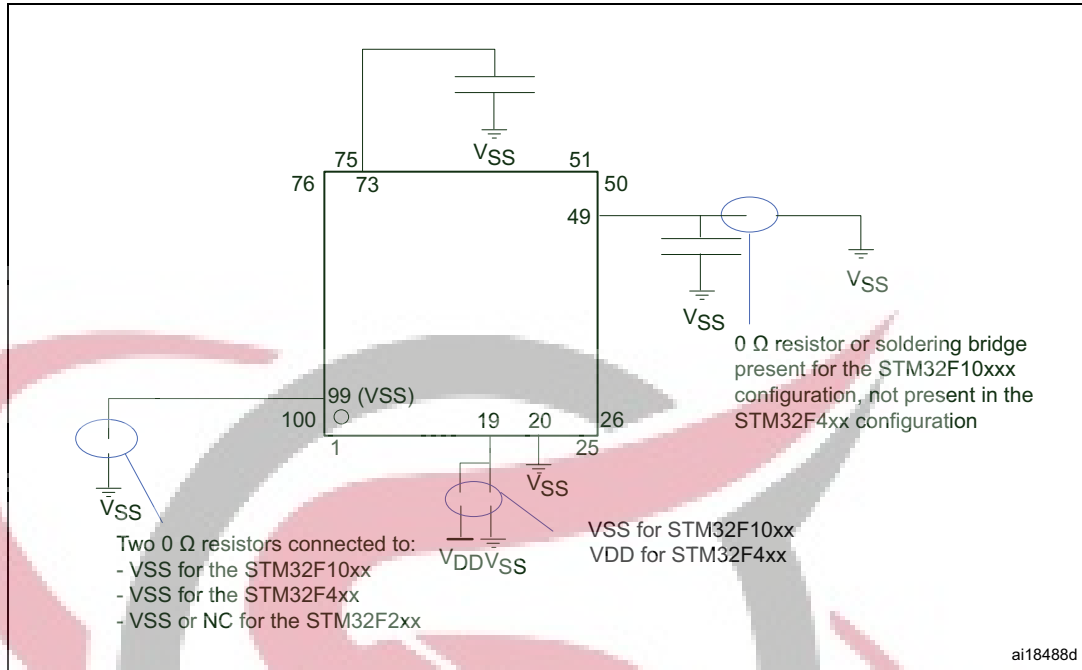 VSS
75
51
76
73
50
49
VSS
VSS
0 Ω resistor or soldering bridge
present for the STM32F10xxx
configuration, not present in the
STM32F4xx configuration
99 (VSS)
100
19
20
26
1
25
VSS
VSS
VDD VSS
VSS for STM32F10xx
VDD for STM32F4xx
Two 0 Ω resistors connected to:
- VSS for the STM32F10xx
- VSS for the STM32F4xx
- VSS or NC for the STM32F2xx
ai18488d